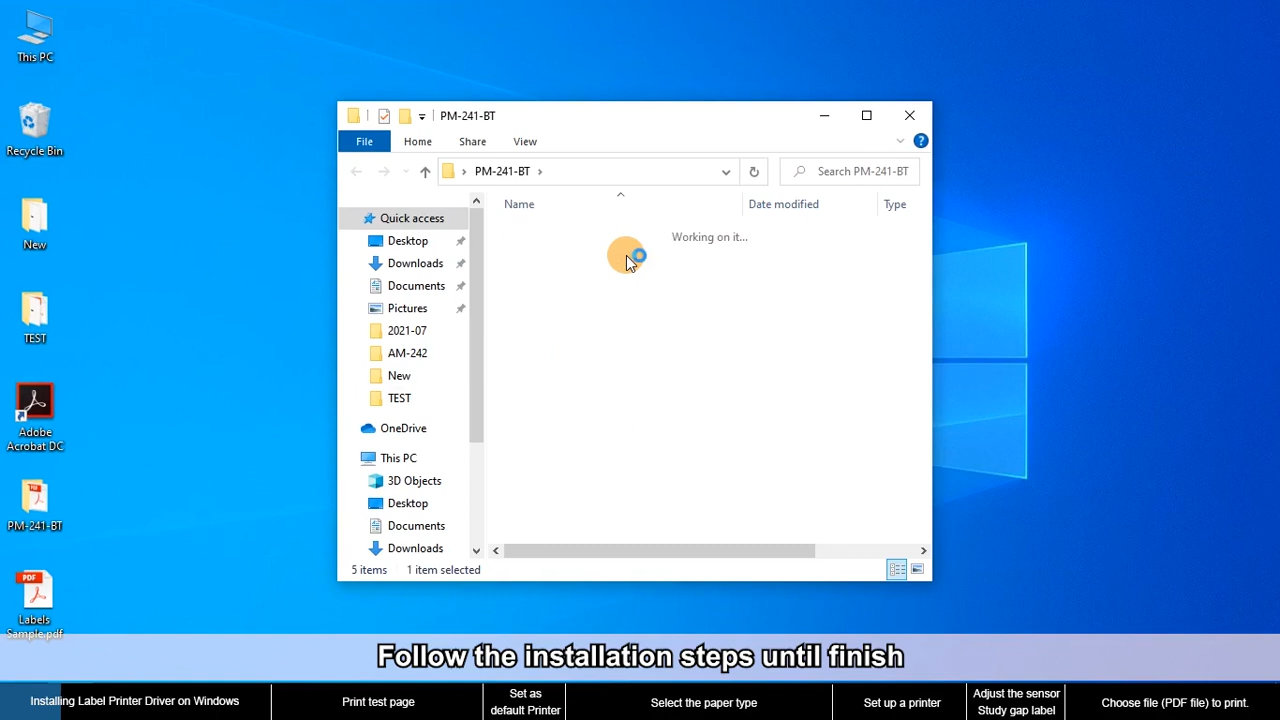 This PC
Recycle Bin
New
TEST
Adobe
Acrobat DC
PM-241-BT
Labels
Sample.pdf
PM-241-BT
File Home Share View
PM-241-BT
Search PM-241-BT
Name Date modified Type
Working on it...
Quick access
Desktop
Downloads
Documents
Pictures
2021-07
AM-242
New
TEST
OneDrive
This PC
3D Objects
Desktop
Documents
Downloads
5 items 1 item selected
Follow the installation steps until finish
Installing Label Printer Driver on Windows
Print test page
Set as
default Printer
Select the paper type
Set up a printer
Adjust the sensor
Study gap label
Choose file (PDF file) to print.